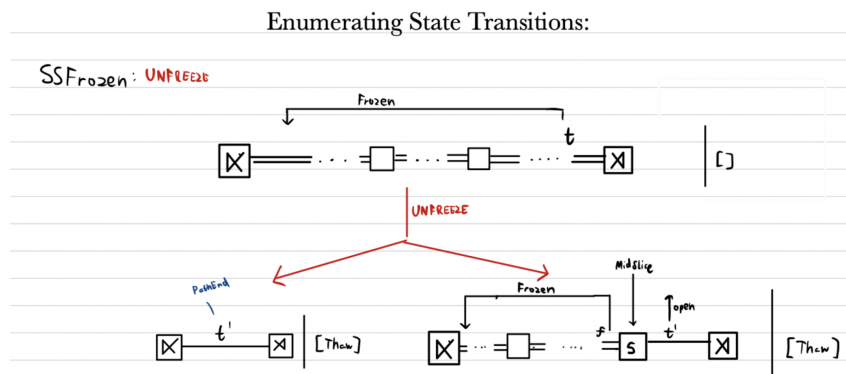 Enumerating State Transitions:
SSFrozen: UNFREEZE
Frozen
t
[]
UNFREEZE
PathEnd
t'
[Thaw]
MidSlice
Frozen
open
f
S
t'
[Thaw]